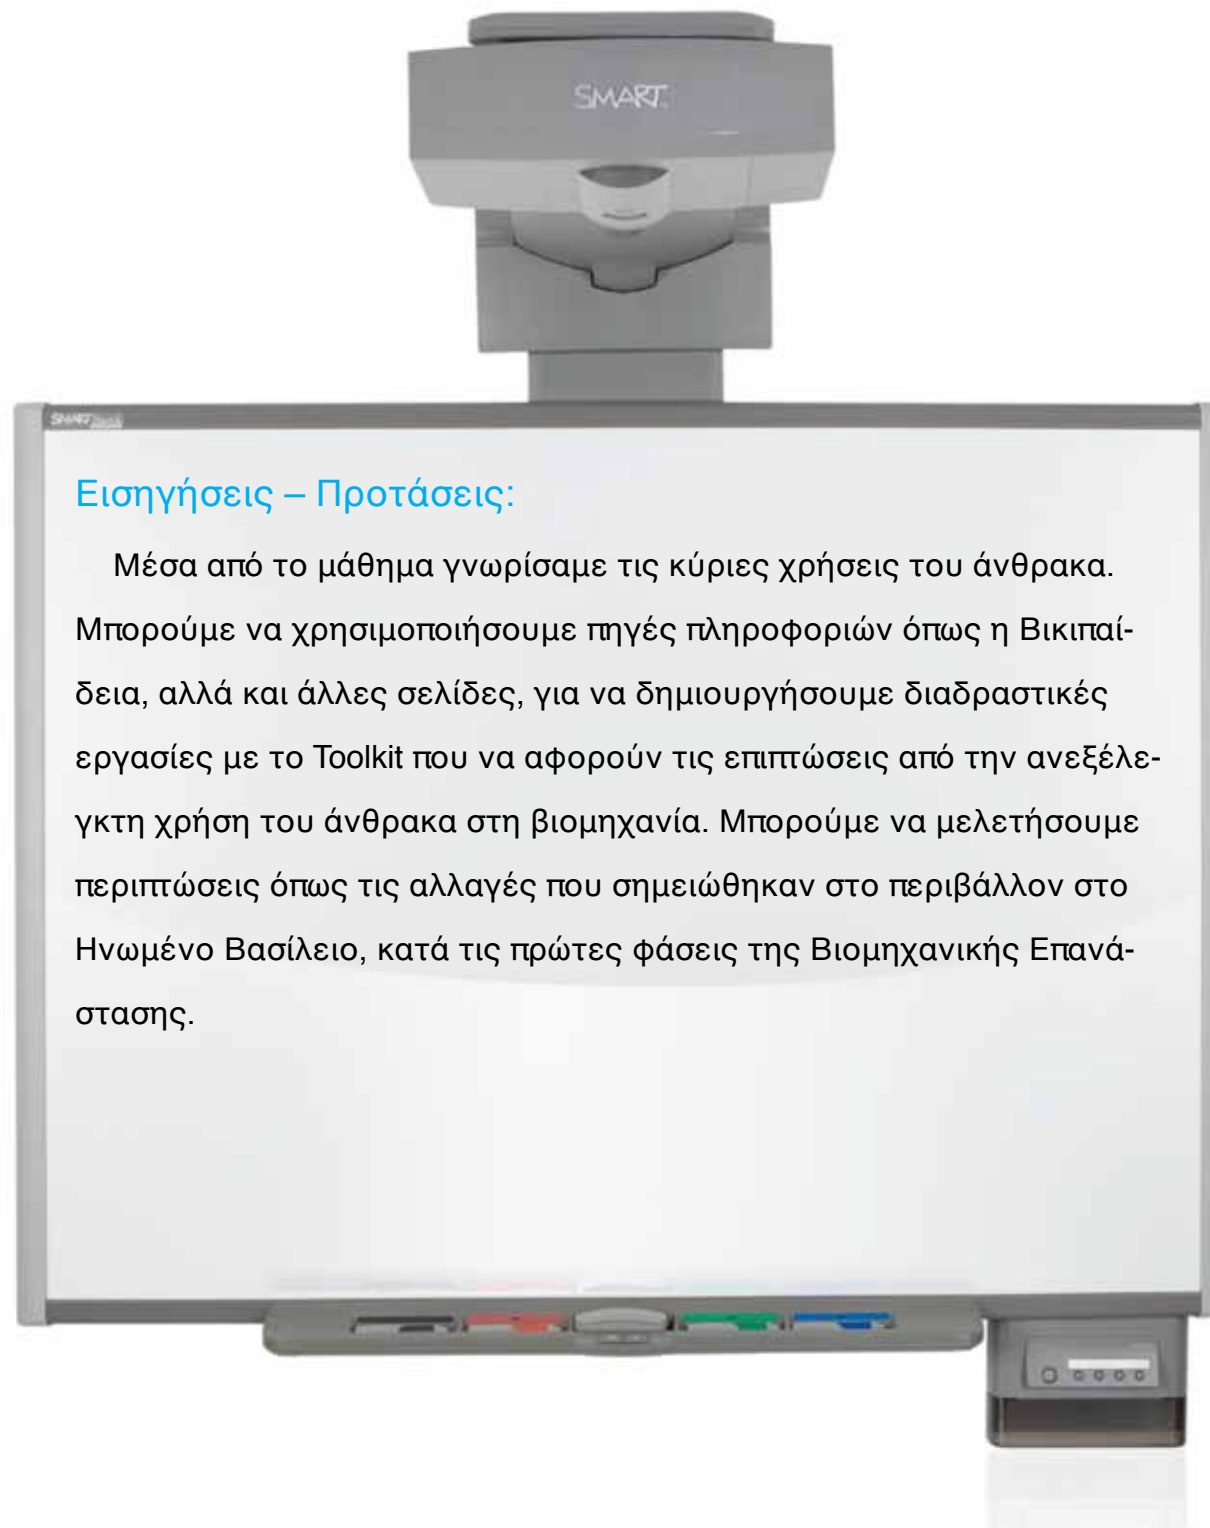 SMART
SMART
Εισηγήσεις – Προτάσεις:
Μέσα από το μάθημα γνωρίσαμε τις κύριες χρήσεις του άνθρακα.
Μπορούμε να χρησιμοποιήσουμε πηγές πληροφοριών όπως η Βικιπαί-
δεια, αλλά και άλλες σελίδες, για να δημιουργήσουμε διαδραστικές
εργασίες με το Toolkit που να αφορούν τις επιπτώσεις από την ανεξέλε-
γκτη χρήση του άνθρακα στη βιομηχανία. Μπορούμε να μελετήσουμε
περιπτώσεις όπως τις αλλαγές που σημειώθηκαν στο περιβάλλον στο
Ηνωμένο Βασίλειο, κατά τις πρώτες φάσεις της Βιομηχανικής Επανά-
στασης.